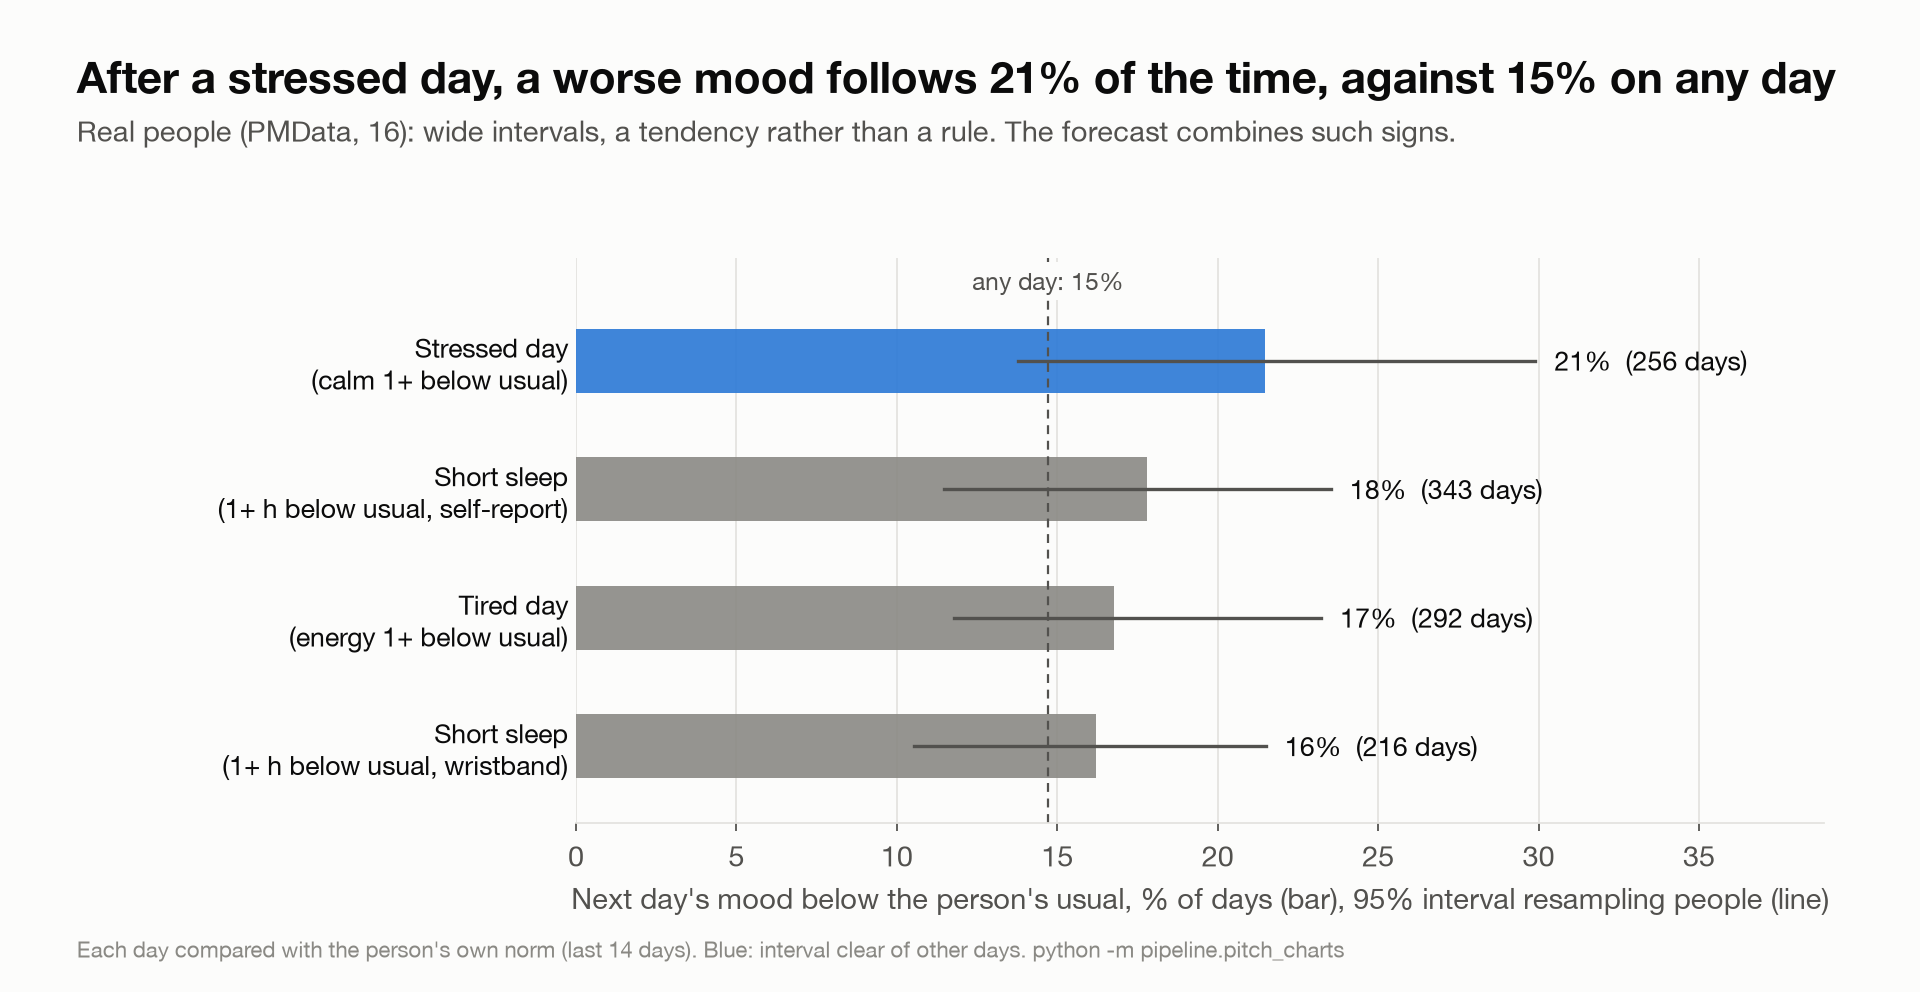 After a stressed day, a worse mood follows 21% of the time, against 15% on any day
Real people (PMData, 16): wide intervals, a tendency rather than a rule. The forecast combines such signs.
any day: 15%
Stressed day
(calm 1+ below usual)
21% (256 days)
Short sleep
(1+ h below usual, self-report)
18% (343 days)
Tired day
(energy 1+ below usual)
17% (292 days)
Short sleep
(1+ h below usual, wristband)
16% (216 days)
0 5 10 15 20 25 30 35
Next day's mood below the person's usual, % of days (bar), 95% interval resampling people (line)
Each day compared with the person's own norm (last 14 days). Blue: interval clear of other days. python -m pipeline.pitch_charts